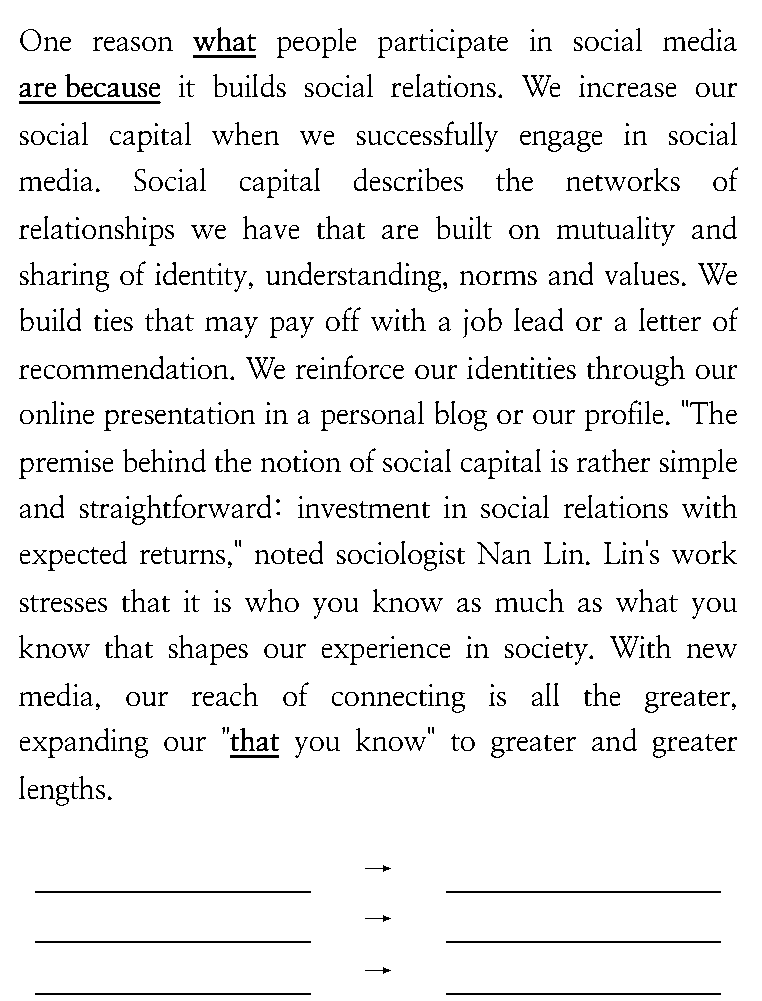 One reason what people participate in social media
are because it builds social relations. We increase our
social capital when we successfully engage in social
media. Social capital describes the networks of
relationships we have that are built on mutuality and
sharing of identity, understanding, norms and values. We
build ties that may pay off with a job lead or a letter of
recommendation. We reinforce our identities through our
online presentation in a personal blog or our profile. "The
premise behind the notion of social capital is rather simple
and straightforward: investment in social relations with
expected returns," noted sociologist Nan Lin. Lin's work
stresses that it is who you know as much as what you
know that shapes our experience in society. With new
media, our reach of connecting is all the greater,
expanding our "that you know" to greater and greater
lengths.
→
→
→